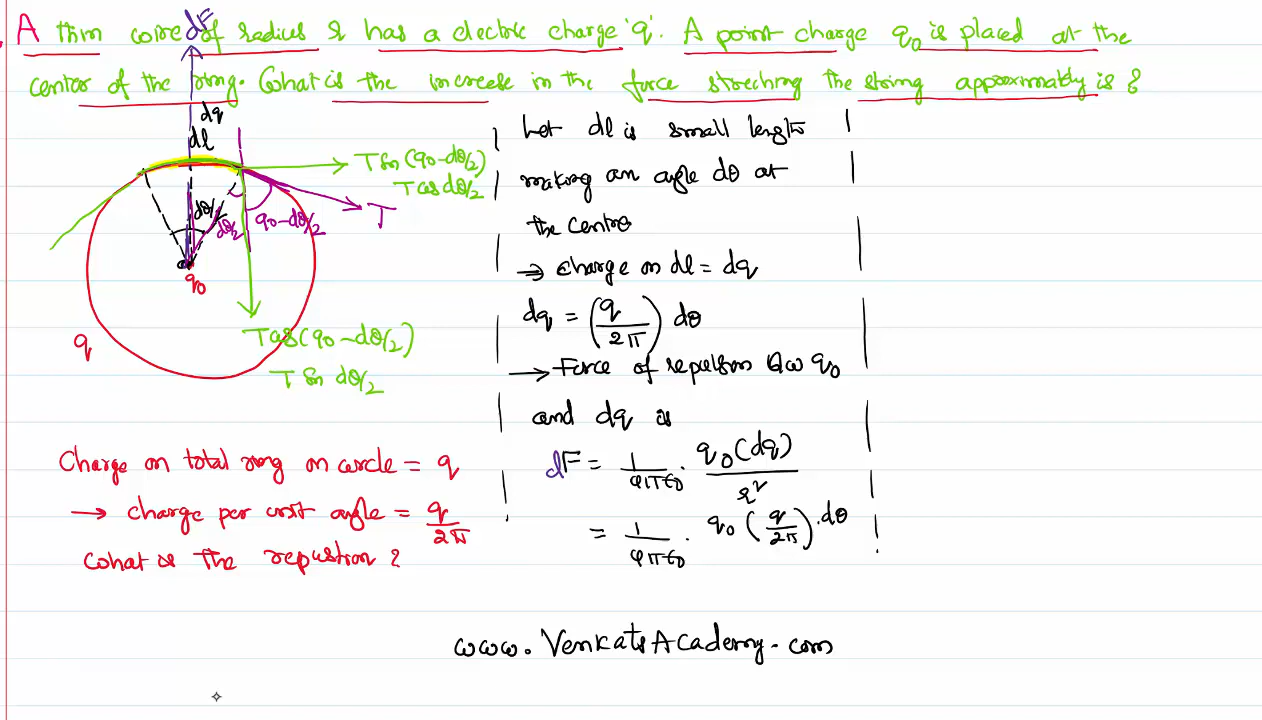 A thin wire of radius r has a electric charge 'q'. A point charge q₀ is placed at the
center of the ring. What is the increase in the force streching the string approximately is ?
dF
dq
dl
T Sin(90-dθ/2)
T Cos dθ/2
dθ/2
dθ/2
90-dθ/2
T
q₀
q
T Cos(90-dθ/2)
T Sin dθ/2
Let dl is small length
making an angle dθ at
the centre
→ charge on dl = dq
dq = (q/2π) dθ
→ Force of repulsion b/w q₀
and dq is
dF = 1/4πε₀ . q₀(dq)/r²
= 1/4πε₀ . q₀ (q/2π).dθ
Charge on total ring on circle = q
→ charge per unit angle = q/2π
What is the repustion ?
www.VenkatsAcademy.com